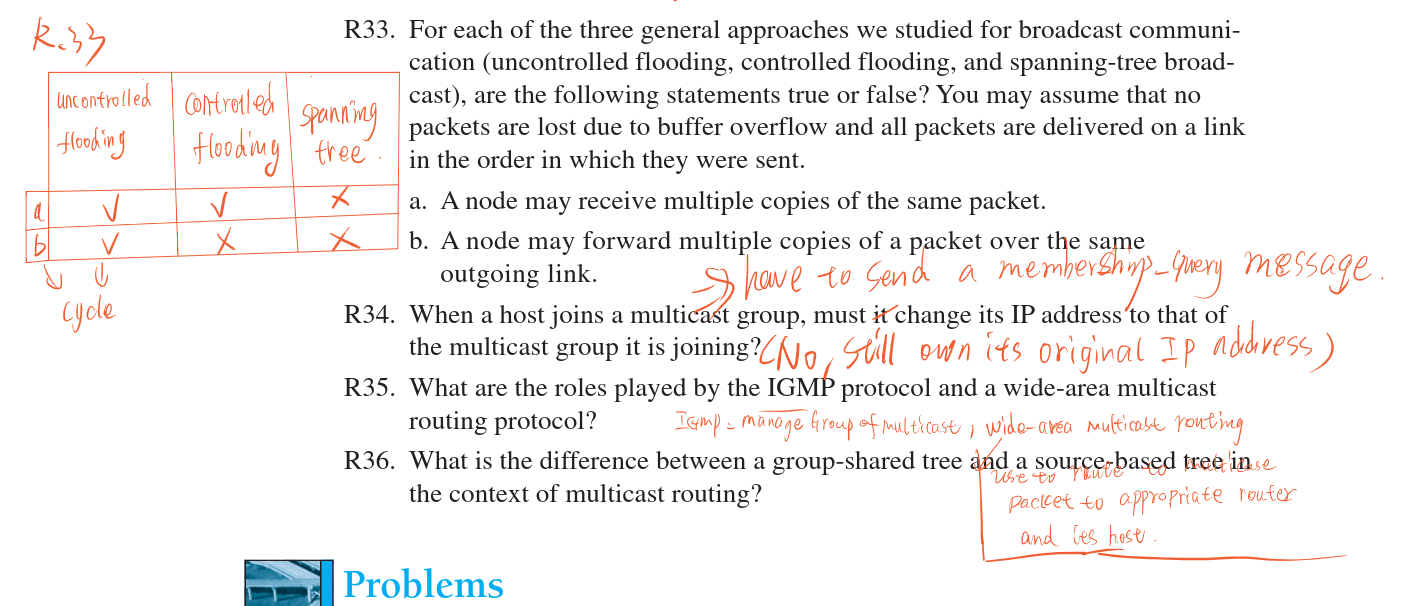 R.33
uncontrolled flooding
controlled flooding
spanning tree.
a ✓ ✓ ×
b ✓ × ×
cycle
R33. For each of the three general approaches we studied for broadcast communi-
cation (uncontrolled flooding, controlled flooding, and spanning-tree broad-
cast), are the following statements true or false? You may assume that no
packets are lost due to buffer overflow and all packets are delivered on a link
in the order in which they were sent.
a. A node may receive multiple copies of the same packet.
b. A node may forward multiple copies of a packet over the same
outgoing link.
⇒ have to send a membership_query message.
R34. When a host joins a multicast group, must it change its IP address to that of
the multicast group it is joining?
(No, still own its original IP address)
R35. What are the roles played by the IGMP protocol and a wide-area multicast
routing protocol?
IGMP = manage Group of multicast, wide-area multicast routing
R36. What is the difference between a group-shared tree and a source-based tree in
the context of multicast routing?
use to route to
packet to appropriate router
and its host.
Problems